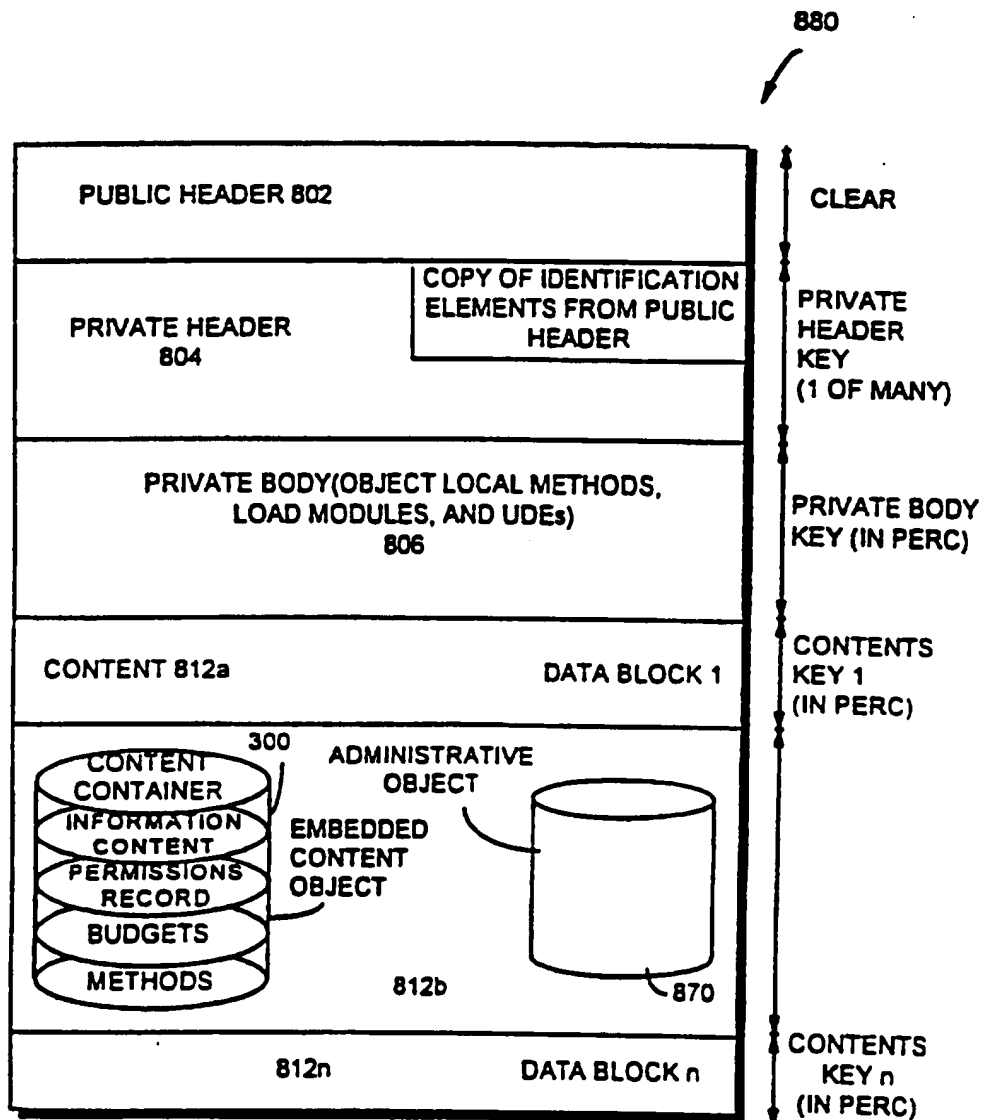 880
PUBLIC HEADER 802
CLEAR
COPY OF IDENTIFICATION
ELEMENTS FROM PUBLIC
HEADER
PRIVATE HEADER
804
PRIVATE
HEADER
KEY
(1 OF MANY)
PRIVATE BODY(OBJECT LOCAL METHODS,
LOAD MODULES, AND UDEs)
806
PRIVATE BODY
KEY (IN PERC)
CONTENT 812a
DATA BLOCK 1
CONTENTS
KEY 1
(IN PERC)
CONTENT
CONTAINER
INFORMATION
CONTENT
PERMISSIONS
RECORD
BUDGETS
METHODS
300
EMBEDDED
CONTENT
OBJECT
ADMINISTRATIVE
OBJECT
812b
870
812n
DATA BLOCK n
CONTENTS
KEY n
(IN PERC)